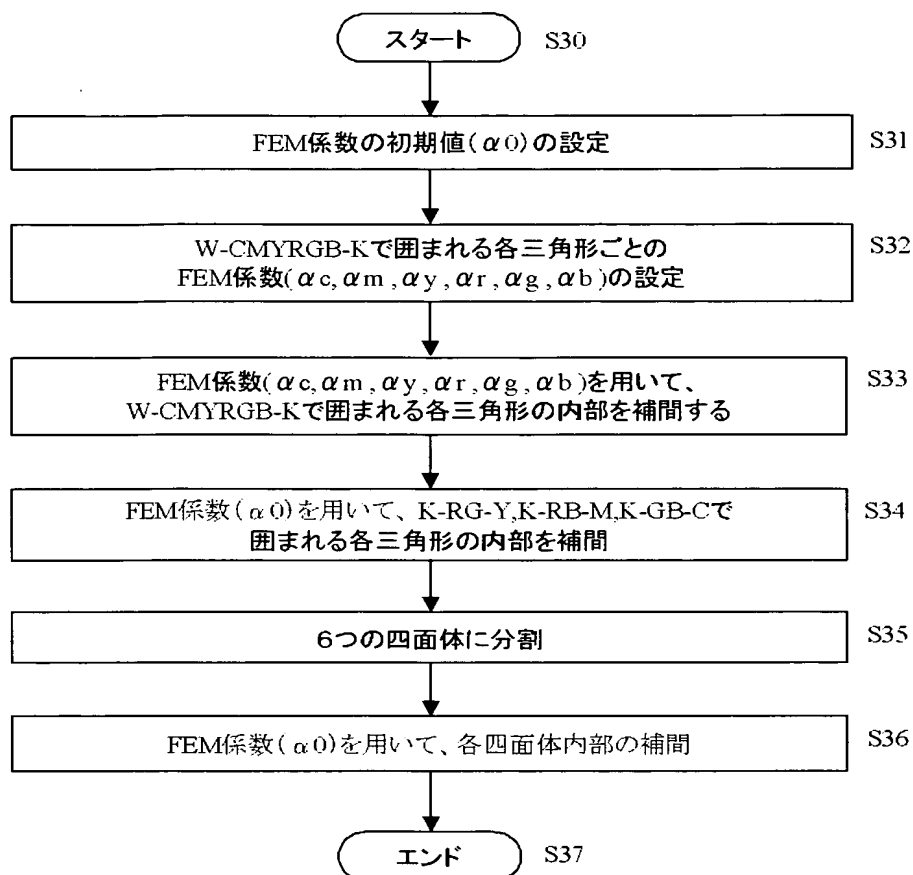 スタート S30
FEM係数の初期値(α0)の設定 S31
W-CMYRGB-Kで囲まれる各三角形ごとの S32
FEM係数(αc,αm,αy,αr,αg,αb)の設定
FEM係数(αc,αm,αy,αr,αg,αb)を用いて、 S33
W-CMYRGB-Kで囲まれる各三角形の内部を補間する
FEM係数(α0)を用いて、K-RG-Y,K-RB-M,K-GB-Cで S34
囲まれる各三角形の内部を補間
6つの四面体に分割 S35
FEM係数(α0)を用いて、各四面体内部の補間 S36
エンド S37